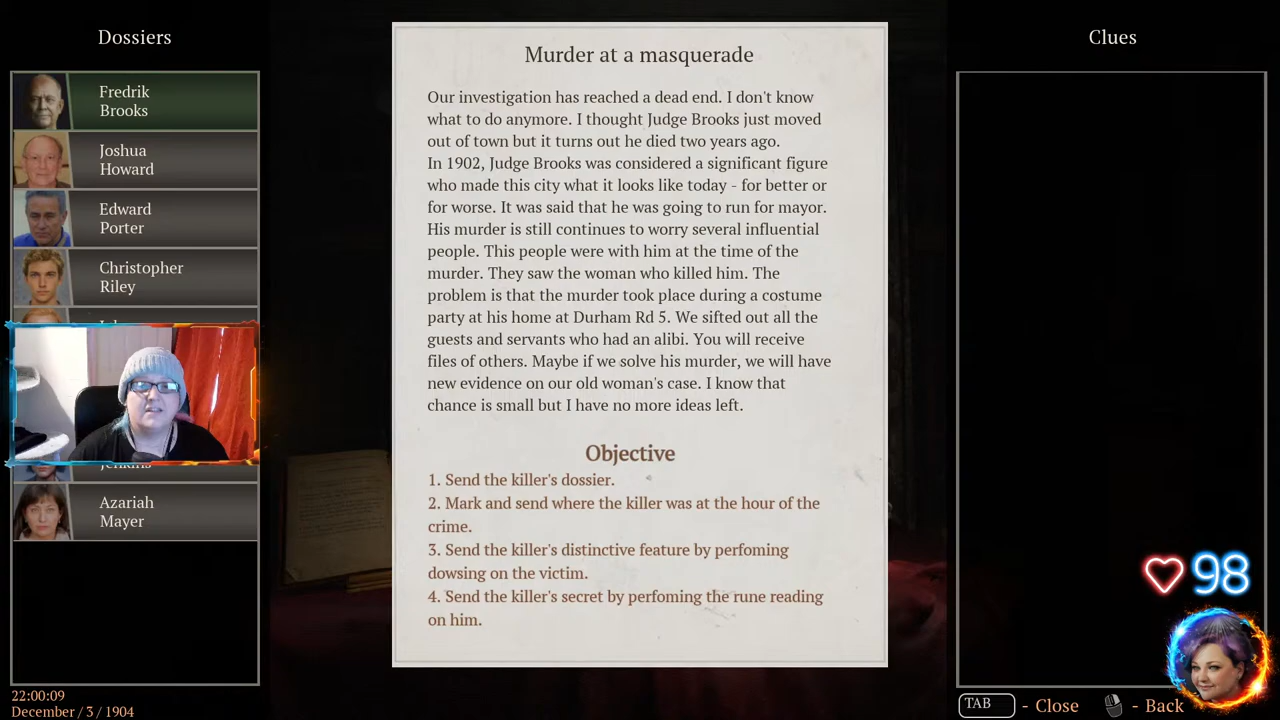 Dossiers
Fredrik
Brooks
Joshua
Howard
Edward
Porter
Christopher
Riley
Jenkins
Azariah
Mayer
22:00:09
December / 3 / 1904
Murder at a masquerade
Our investigation has reached a dead end. I don't know
what to do anymore. I thought Judge Brooks just moved
out of town but it turns out he died two years ago.
In 1902, Judge Brooks was considered a significant figure
who made this city what it looks like today - for better or
for worse. It was said that he was going to run for mayor.
His murder is still continues to worry several influential
people. This people were with him at the time of the
murder. They saw the woman who killed him. The
problem is that the murder took place during a costume
party at his home at Durham Rd 5. We sifted out all the
guests and servants who had an alibi. You will receive
files of others. Maybe if we solve his murder, we will have
new evidence on our old woman's case. I know that
chance is small but I have no more ideas left.
Objective
1. Send the killer's dossier.
2. Mark and send where the killer was at the hour of the
crime.
3. Send the killer's distinctive feature by perfoming
dowsing on the victim.
4. Send the killer's secret by perfoming the rune reading
on him.
Clues
98
TAB - Close - Back